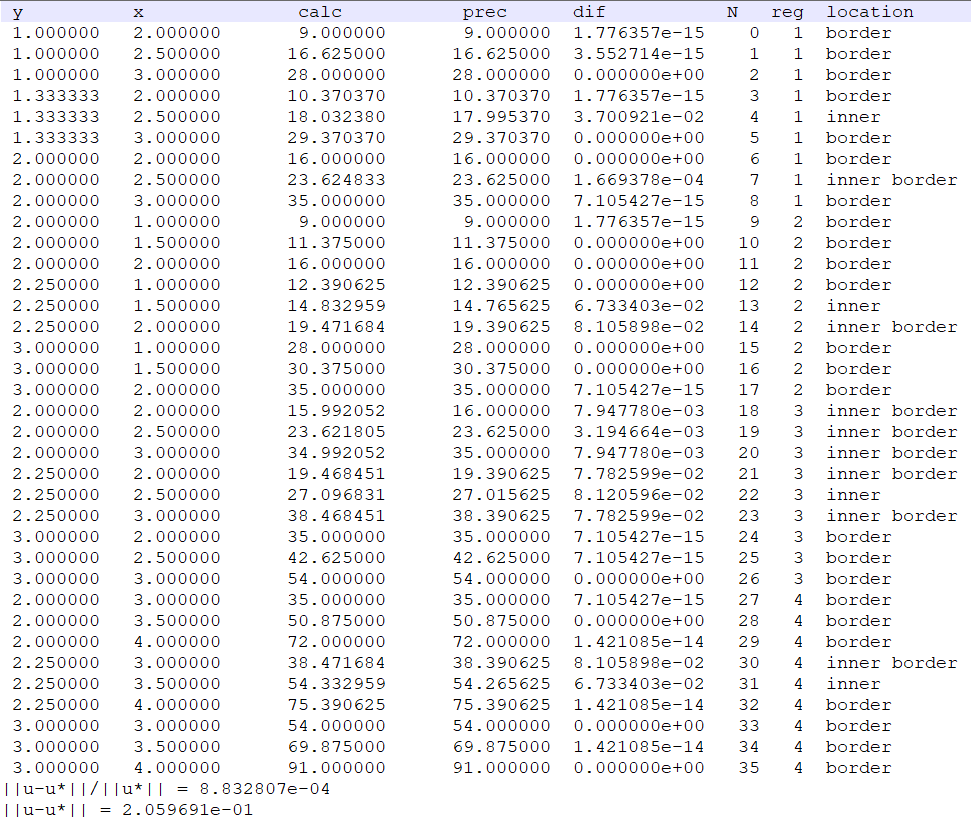 y x calc prec dif N reg location
1.000000 2.000000 9.000000 9.000000 1.776357e-15 0 1 border
1.000000 2.500000 16.625000 16.625000 3.552714e-15 1 1 border
1.000000 3.000000 28.000000 28.000000 0.000000e+00 2 1 border
1.333333 2.000000 10.370370 10.370370 1.776357e-15 3 1 border
1.333333 2.500000 18.032380 17.995370 3.700921e-02 4 1 inner
1.333333 3.000000 29.370370 29.370370 0.000000e+00 5 1 border
2.000000 2.000000 16.000000 16.000000 0.000000e+00 6 1 border
2.000000 2.500000 23.624833 23.625000 1.669378e-04 7 1 inner border
2.000000 3.000000 35.000000 35.000000 7.105427e-15 8 1 border
2.000000 1.000000 9.000000 9.000000 1.776357e-15 9 2 border
2.000000 1.500000 11.375000 11.375000 0.000000e+00 10 2 border
2.000000 2.000000 16.000000 16.000000 0.000000e+00 11 2 border
2.250000 1.000000 12.390625 12.390625 0.000000e+00 12 2 border
2.250000 1.500000 14.832959 14.765625 6.733403e-02 13 2 inner
2.250000 2.000000 19.471684 19.390625 8.105898e-02 14 2 inner border
3.000000 1.000000 28.000000 28.000000 0.000000e+00 15 2 border
3.000000 1.500000 30.375000 30.375000 0.000000e+00 16 2 border
3.000000 2.000000 35.000000 35.000000 7.105427e-15 17 2 border
2.000000 2.000000 15.992052 16.000000 7.947780e-03 18 3 inner border
2.000000 2.500000 23.621805 23.625000 3.194664e-03 19 3 inner border
2.000000 3.000000 34.992052 35.000000 7.947780e-03 20 3 inner border
2.250000 2.000000 19.468451 19.390625 7.782599e-02 21 3 inner border
2.250000 2.500000 27.096831 27.015625 8.120596e-02 22 3 inner
2.250000 3.000000 38.468451 38.390625 7.782599e-02 23 3 inner border
3.000000 2.000000 35.000000 35.000000 7.105427e-15 24 3 border
3.000000 2.500000 42.625000 42.625000 7.105427e-15 25 3 border
3.000000 3.000000 54.000000 54.000000 0.000000e+00 26 3 border
2.000000 3.000000 35.000000 35.000000 7.105427e-15 27 4 border
2.000000 3.500000 50.875000 50.875000 0.000000e+00 28 4 border
2.000000 4.000000 72.000000 72.000000 1.421085e-14 29 4 border
2.250000 3.000000 38.471684 38.390625 8.105898e-02 30 4 inner border
2.250000 3.500000 54.332959 54.265625 6.733403e-02 31 4 inner
2.250000 4.000000 75.390625 75.390625 1.421085e-14 32 4 border
3.000000 3.000000 54.000000 54.000000 0.000000e+00 33 4 border
3.000000 3.500000 69.875000 69.875000 1.421085e-14 34 4 border
3.000000 4.000000 91.000000 91.000000 0.000000e+00 35 4 border
||u-u*||/||u*|| = 8.832807e-04
||u-u*|| = 2.059691e-01